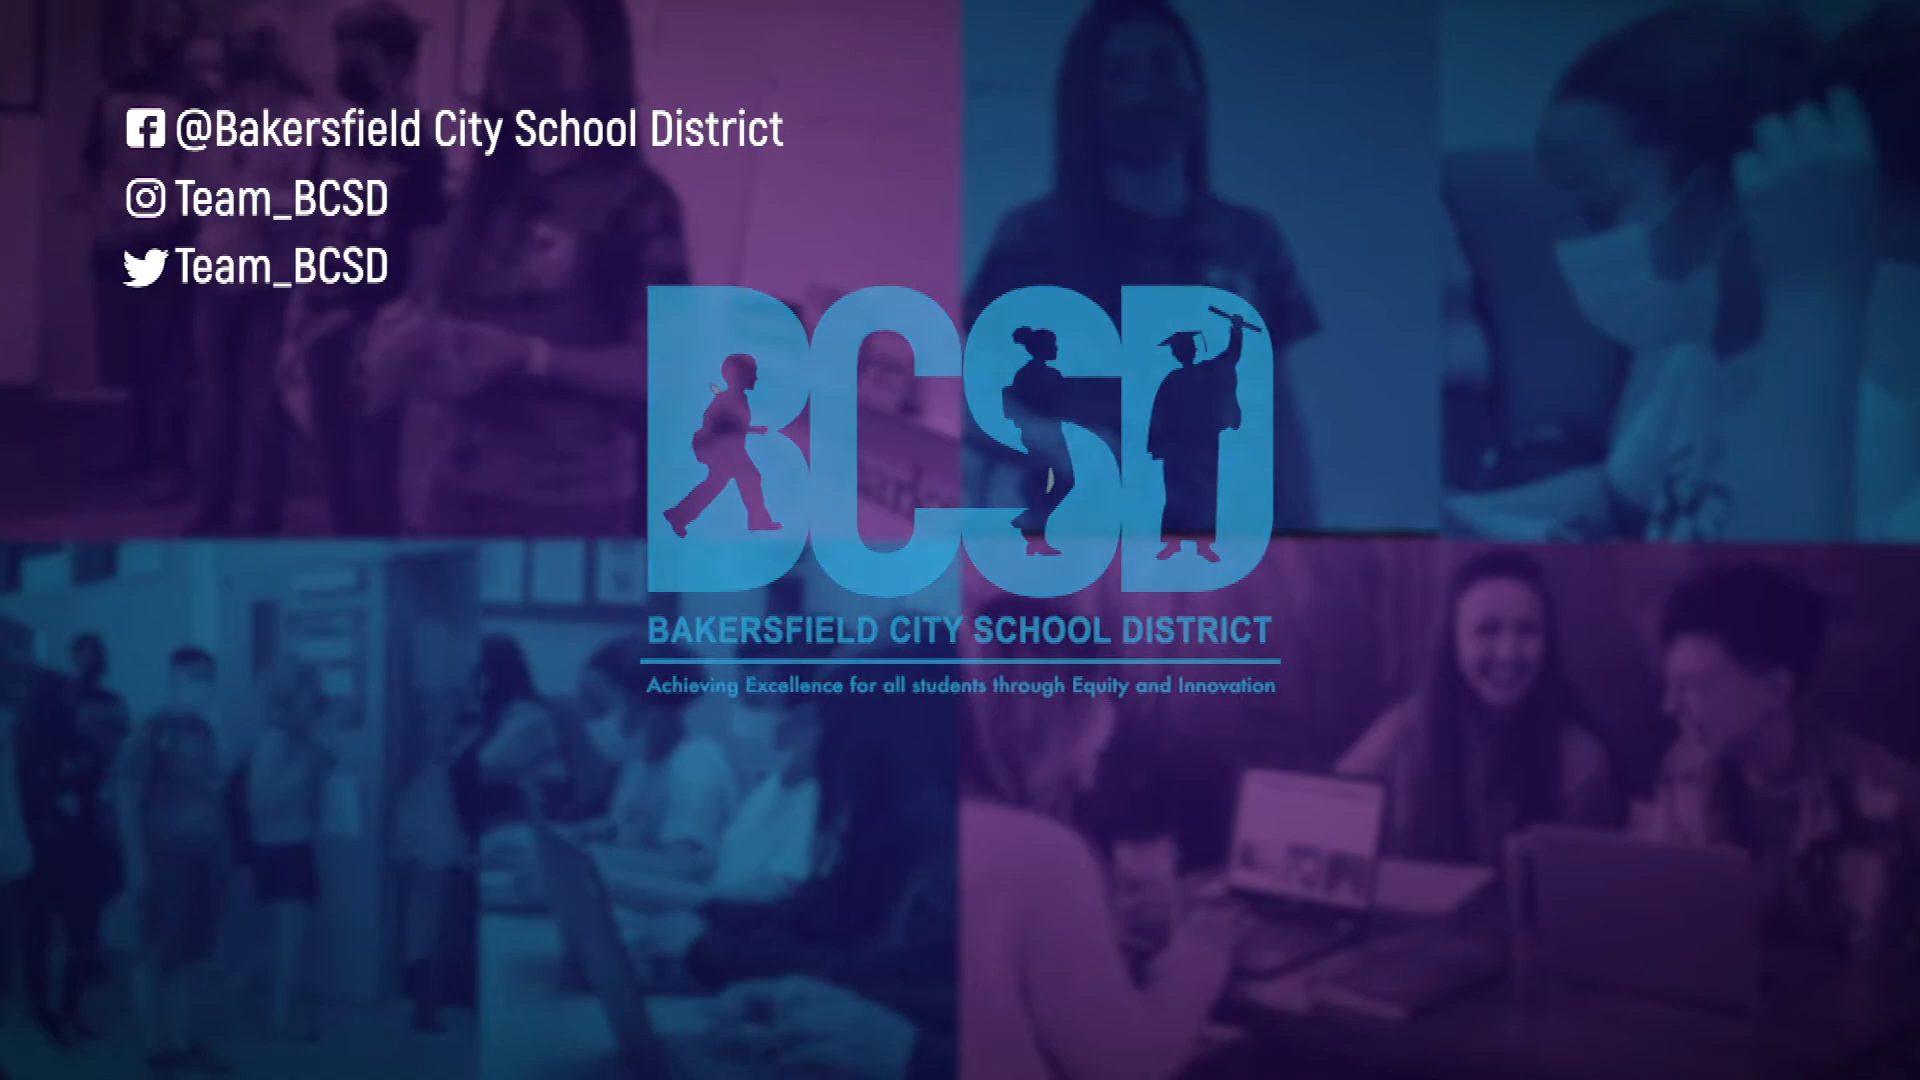 @Bakersfield City School District
Team_BCSD
Team_BCSD
BCSD
BAKERSFIELD CITY SCHOOL DISTRICT
Achieving Excellence for all students through Equity and Innovation